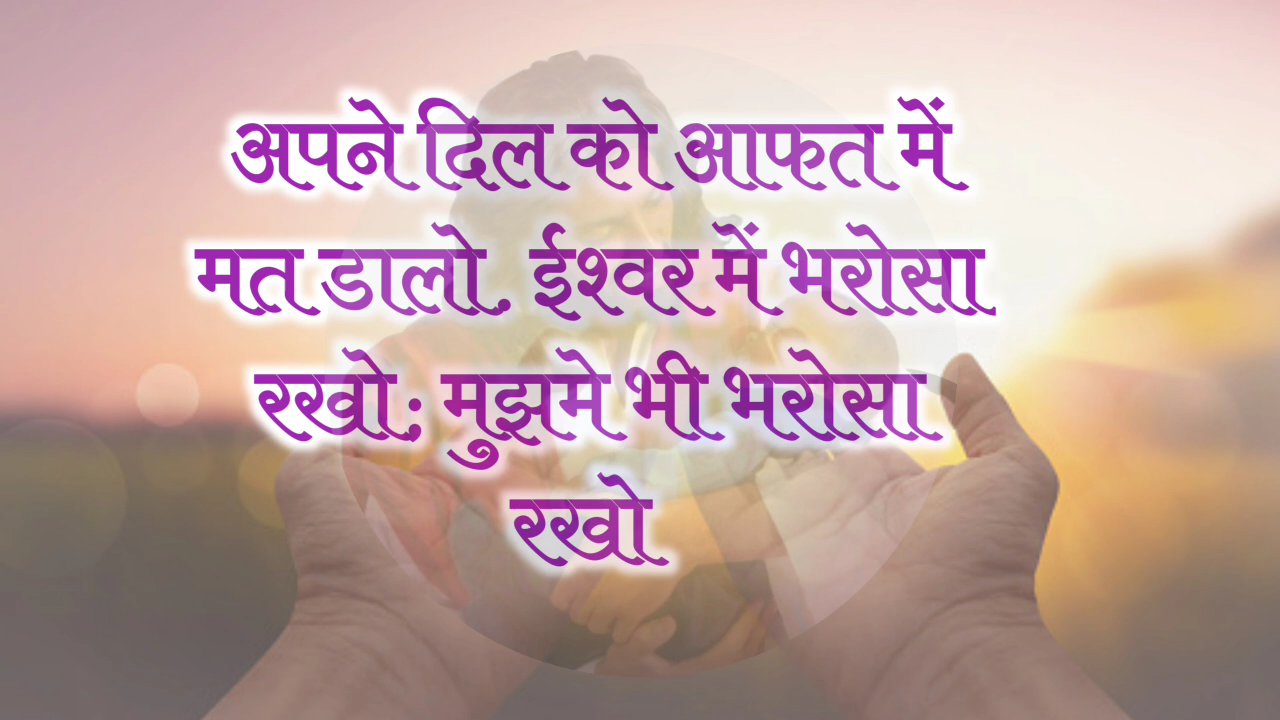 अपने दिल को आफत में
मत डालो. ईश्वर में भरोसा
रखो; मुझमे भी भरोसा
रखो